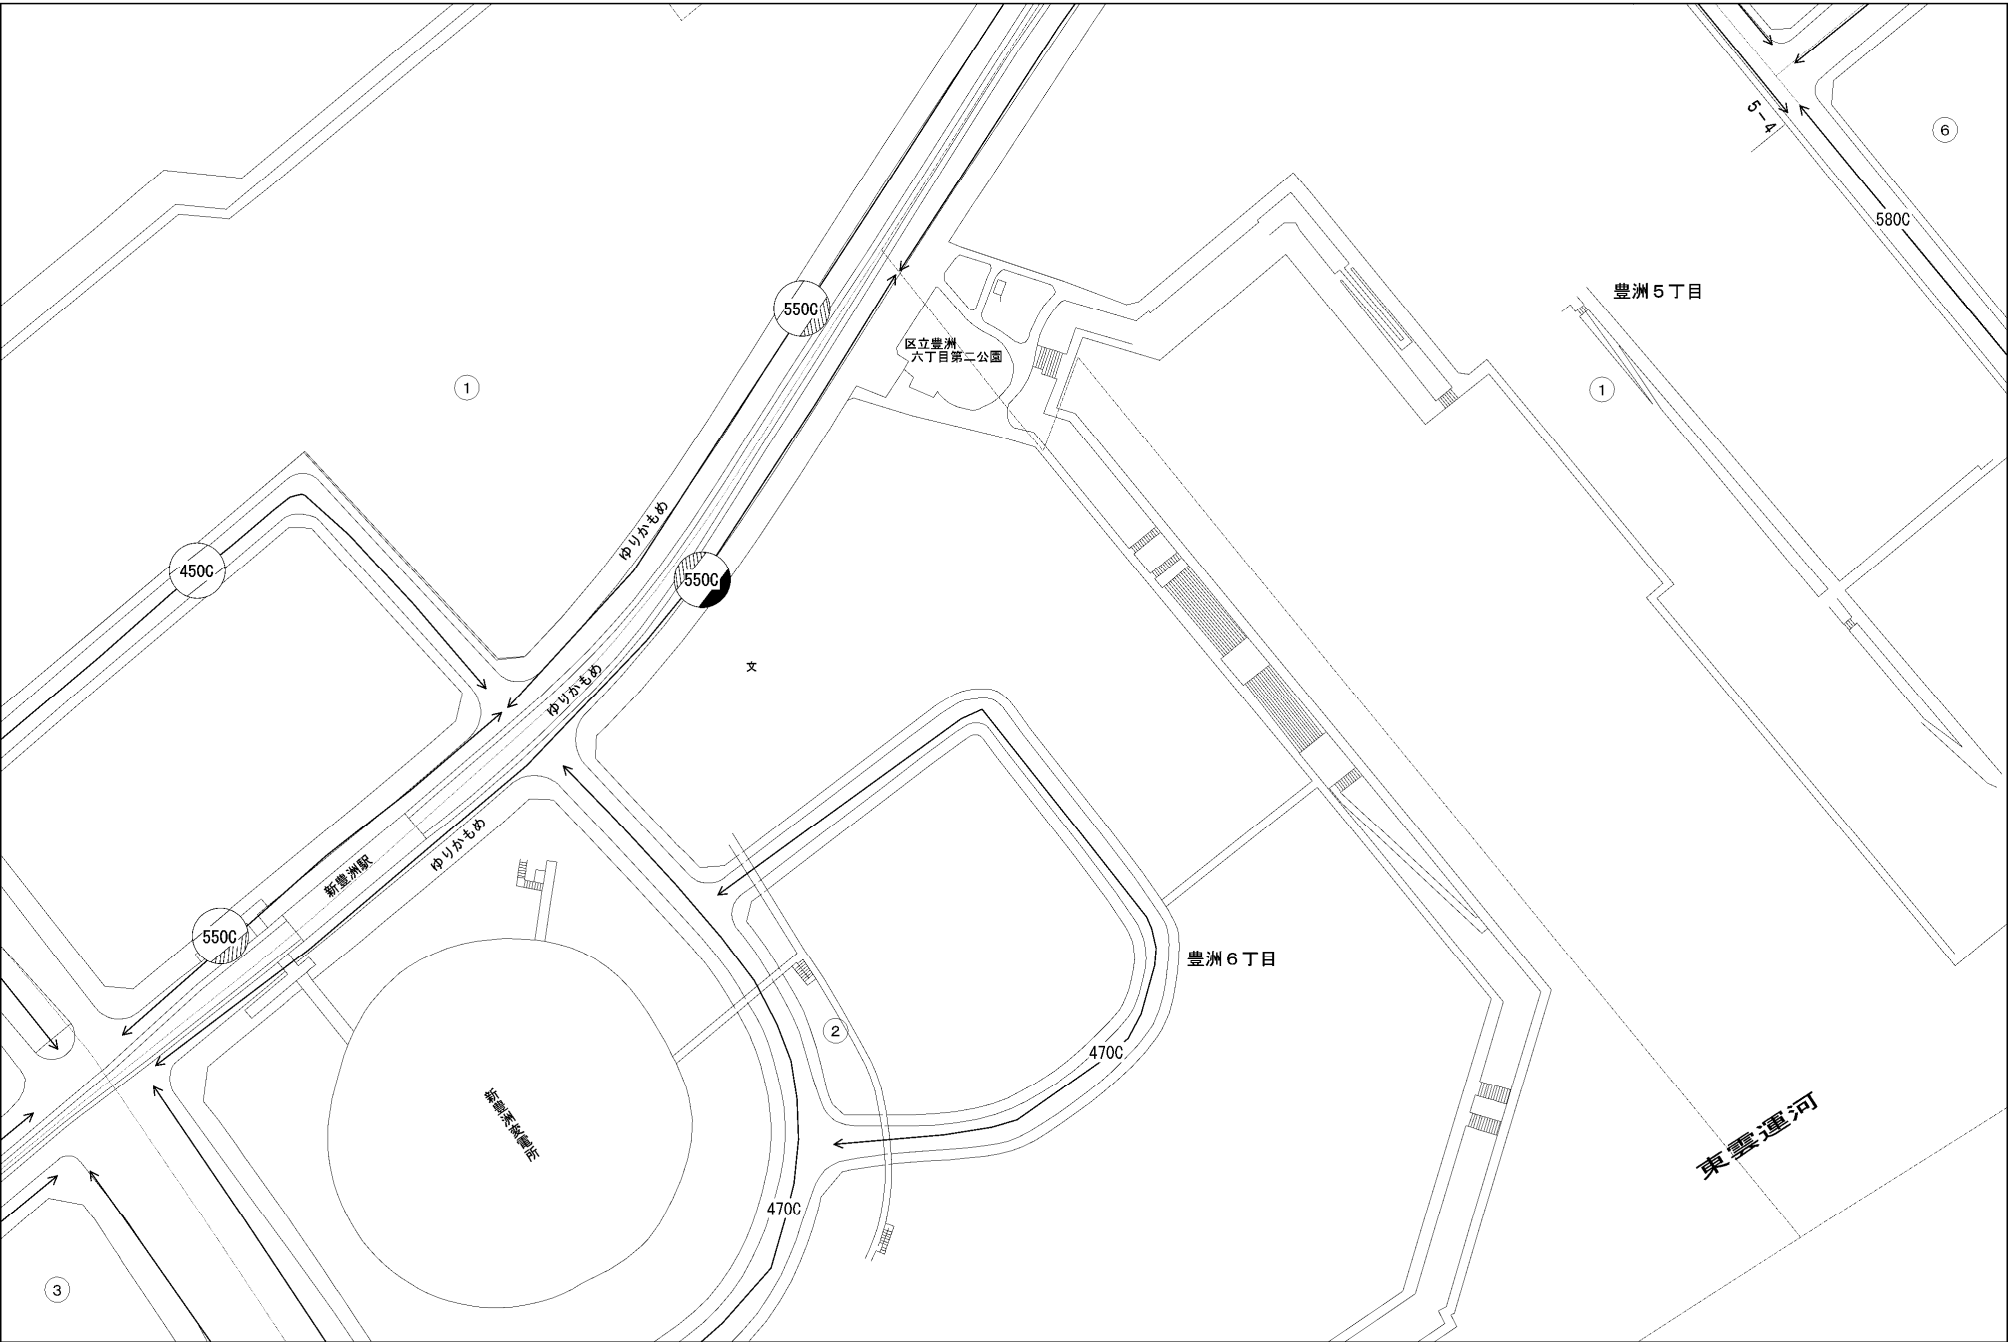 5-4
⑥
580C
豊洲5丁目
550C
区立豊洲
六丁目第二公園
①
①
ゆりかもめ
450C
550C
文
ゆりかもめ
ゆりかもめ
新豊洲駅
550C
豊洲6丁目
②
470C
新豊洲変電所
東雲運河
470C
③